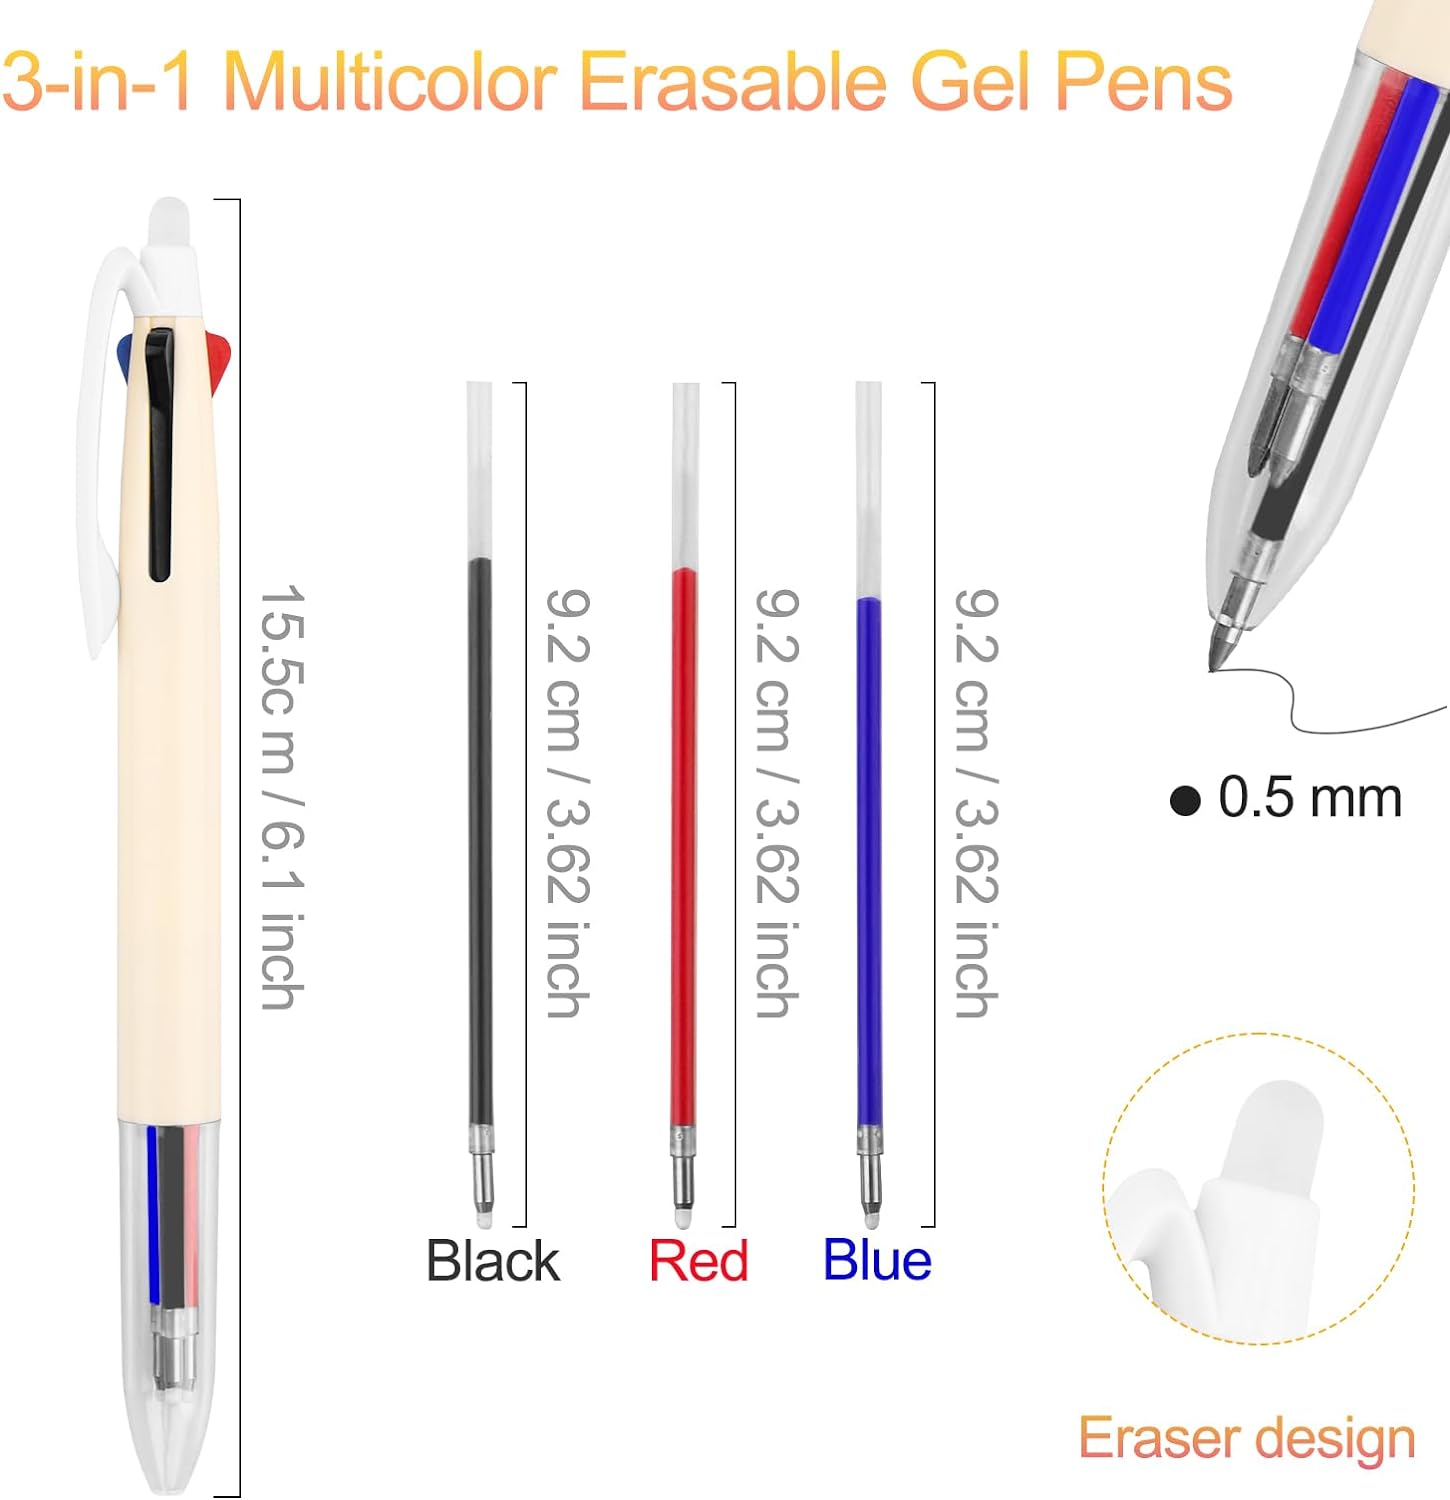 3-in-1 Multicolor Erasable Gel Pens
15.5c m / 6.1 inch
9.2 cm / 3.62 inch
9.2 cm / 3.62 inch
9.2 cm / 3.62 inch
0.5 mm
Black
Red
Blue
Eraser design